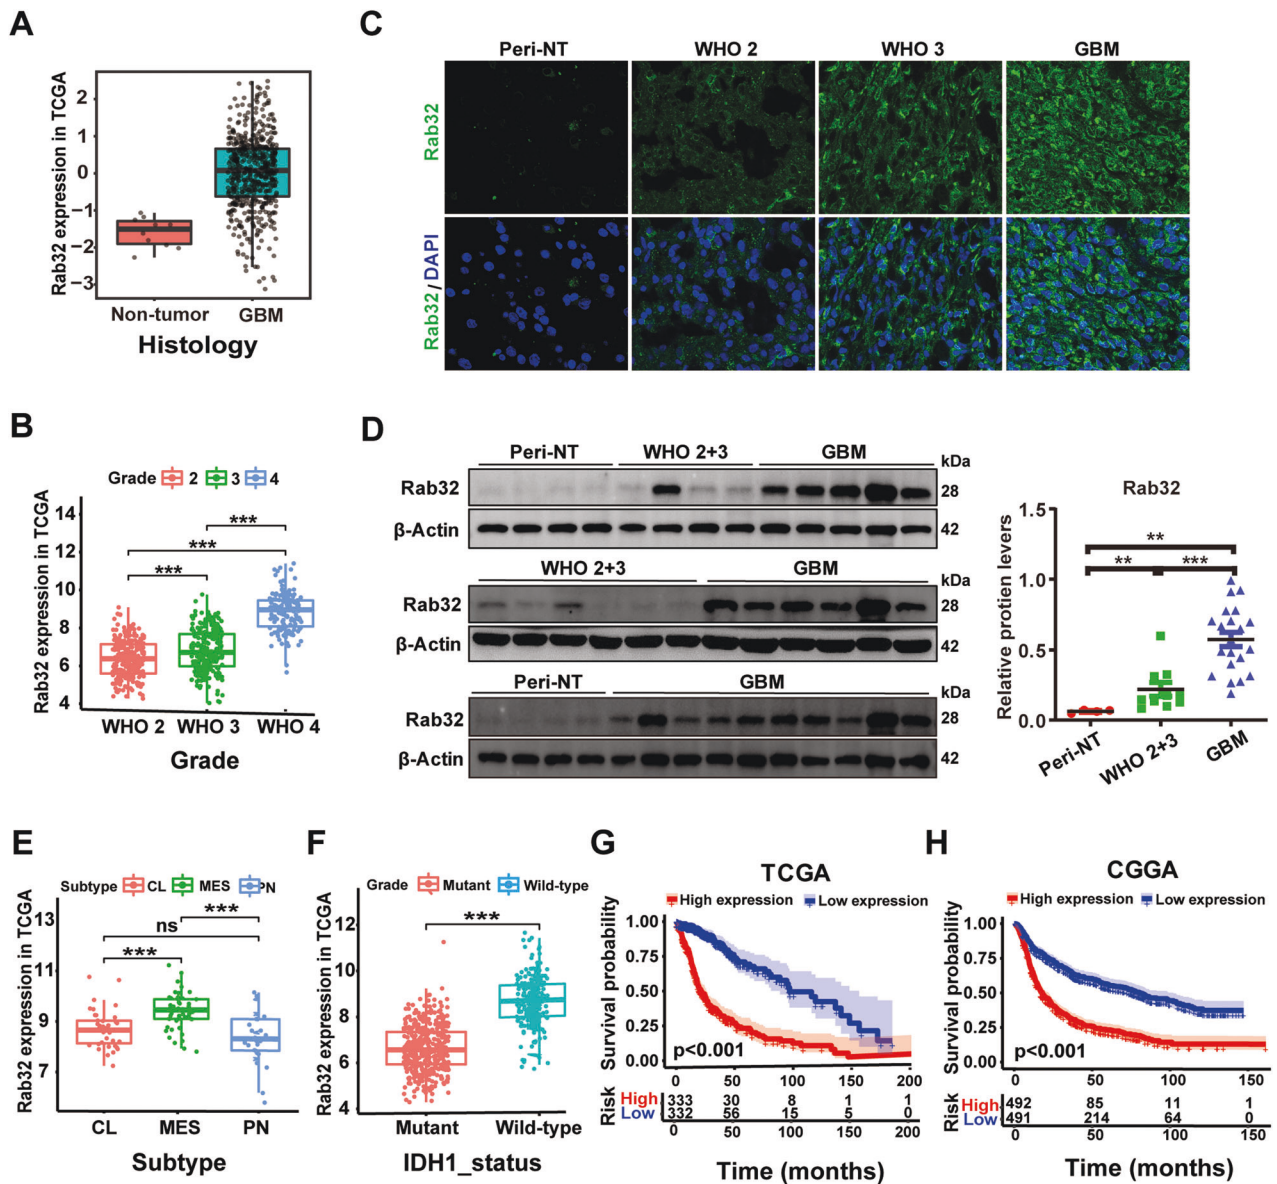 A
Rab32 expression in TCGA
2
1
0
−1
−2
−3
Non-tumor GBM
Histology
B
Grade 2 3 4
Rab32 expression in TCGA
14
12
10
8
6
4
***
***
***
WHO 2 WHO 3 WHO 4
Grade
C
Peri-NT WHO 2 WHO 3 GBM
Rab32
Rab32/DAPI
D
Peri-NT WHO 2+3 GBM kDa
Rab32 28
β-Actin 42
WHO 2+3 GBM kDa
Rab32 28
β-Actin 42
Peri-NT GBM kDa
Rab32 28
β-Actin 42
Rab32
Relative protien levers
1.5
1.0
0.5
0.0
**
** ***
Peri-NT
WHO 2+3
GBM
E
Subtype CL MES PN
Rab32 expression in TCGA
13
11
9
7
***
ns
***
CL MES PN
Subtype
F
Grade Mutant Wild-type
Rab32 expression in TCGA
12
10
8
6
4
***
Mutant Wild-type
IDH1_status
G
TCGA
High expression Low expression
Survival probability
1.00
0.75
0.50
0.25
0.00
p<0.001
0 50 100 150 200
Risk
High 333 30 8 1 1
Low 332 56 15 5 0
0 50 100 150 200
Time (months)
H
CGGA
High expression Low expression
Survival probability
1.00
0.75
0.50
0.25
0.00
p<0.001
0 50 100 150
Risk
High 492 85 11 1
Low 491 214 64 0
0 50 100 150
Time (months)